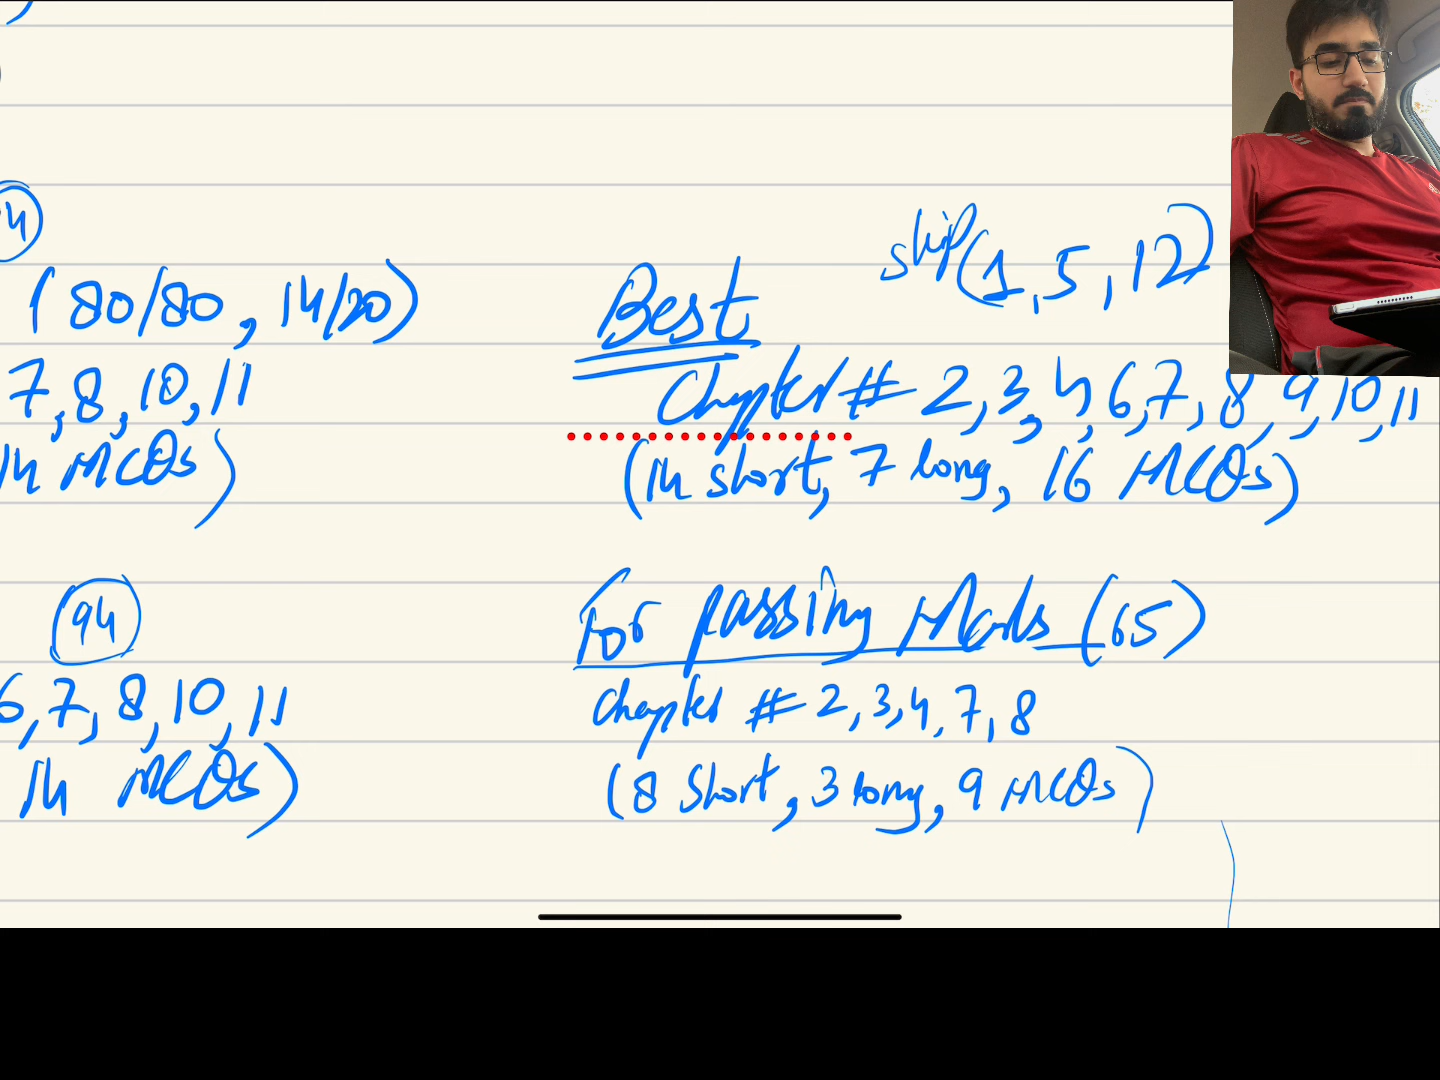 4
(80/80, 14/20)
7, 8, 10, 11
14 MCQs)
94
6, 7, 8, 10, 11
14 MCQs)
skip (1, 5, 12)
Best
Chapter # 2, 3, 4, 6, 7, 8, 9, 10, 11
(14 short, 7 long, 16 MCQs)
For passing Marks (65)
Chapter # 2, 3, 4, 7, 8
(8 Short, 3 long, 9 MCQs)